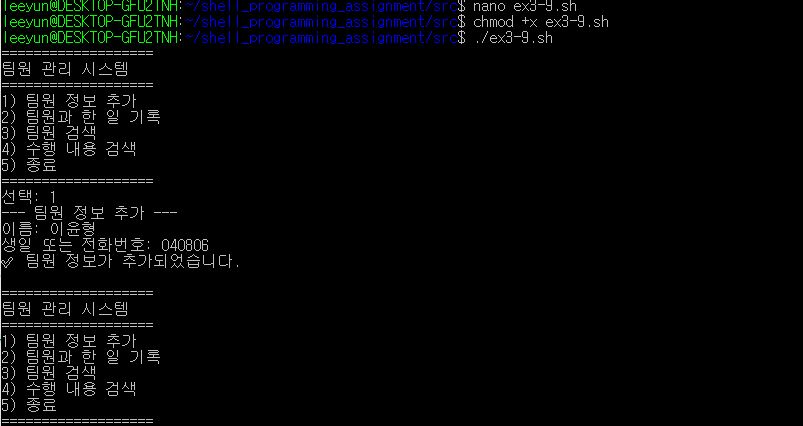 leeyun@DESKTOP-GFU2TNH:~/shell_programming_assignment/src$ nano ex3-9.sh
leeyun@DESKTOP-GFU2TNH:~/shell_programming_assignment/src$ chmod +x ex3-9.sh
leeyun@DESKTOP-GFU2TNH:~/shell_programming_assignment/src$ ./ex3-9.sh
===================
팀원 관리 시스템
===================
1) 팀원 정보 추가
2) 팀원과 한 일 기록
3) 팀원 검색
4) 수행 내용 검색
5) 종료
===================
선택: 1
--- 팀원 정보 추가 ---
이름: 이윤형
생일 또는 전화번호: 040806
✔ 팀원 정보가 추가되었습니다.
===================
팀원 관리 시스템
===================
1) 팀원 정보 추가
2) 팀원과 한 일 기록
3) 팀원 검색
4) 수행 내용 검색
5) 종료
===================